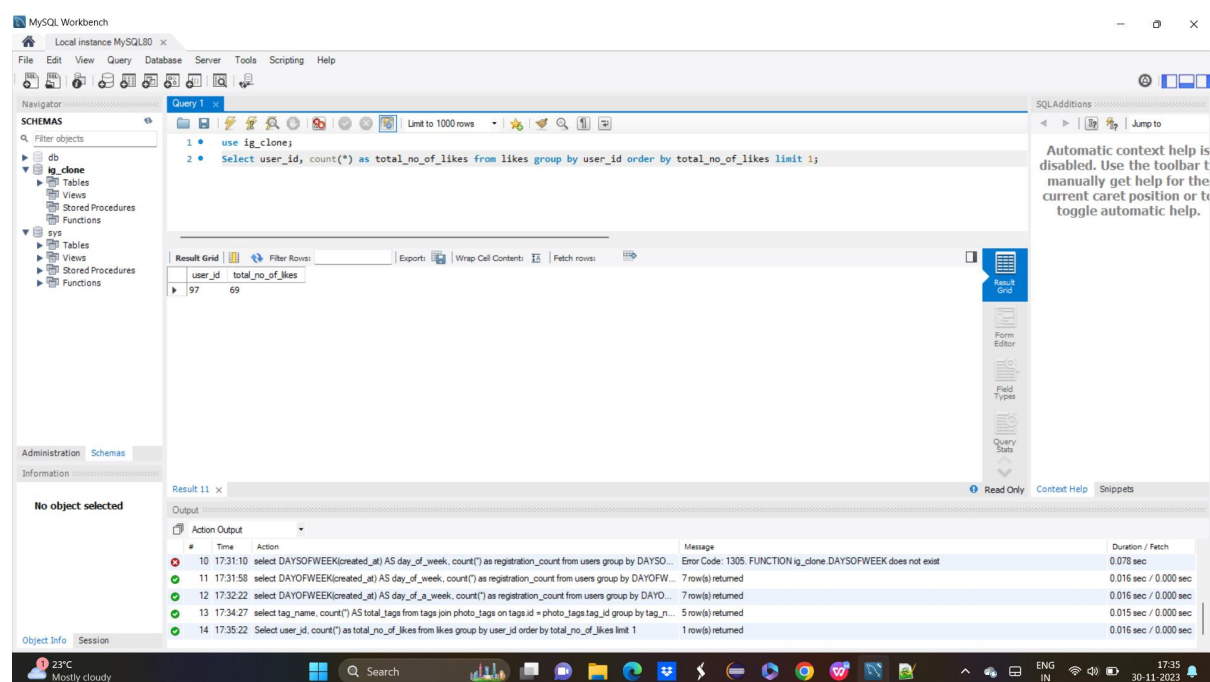 MySQL Workbench
Local instance MySQL80
File Edit View Query Database Server Tools Scripting Help
Navigator
SCHEMAS
Filter objects
db
ig_clone
Tables
Views
Stored Procedures
Functions
sys
Tables
Views
Stored Procedures
Functions
Administration Schemas
Information
No object selected
Object Info Session
Query 1
Limit to 1000 rows
1 use ig_clone;
2 Select user_id, count(*) as total_no_of_likes from likes group by user_id order by total_no_of_likes limit 1;
Result Grid Filter Rows: Export: Wrap Cell Content: Fetch rows:
user_id total_no_of_likes
97 69
Result Grid
Form Editor
Field Types
Query Stats
Result 11
Read Only
SQLAdditions
Jump to
Automatic context help is
disabled. Use the toolbar t
manually get help for the
current caret position or to
toggle automatic help.
Context Help Snippets
Output
Action Output
# Time Action Message Duration / Fetch
10 17:31:10 select DAYSOFWEEK(created_at) AS day_of_week, count(*) as registration_count from users group by DAYSO... Error Code: 1305. FUNCTION ig_clone.DAYSOFWEEK does not exist 0.078 sec
11 17:31:58 select DAYOFWEEK(created_at) AS day_of_week, count(*) as registration_count from users group by DAYOFW... 7 row(s) returned 0.016 sec / 0.000 sec
12 17:32:22 select DAYOFWEEK(created_at) AS day_of_a_week, count(*) as registration_count from users group by DAYO... 7 row(s) returned 0.016 sec / 0.000 sec
13 17:34:27 select tag_name, count(*) AS total_tags from tags join photo_tags on tags.id = photo_tags.tag_id group by tag_n... 5 row(s) returned 0.015 sec / 0.000 sec
14 17:35:22 Select user_id, count(*) as total_no_of_likes from likes group by user_id order by total_no_of_likes limit 1 1 row(s) returned 0.016 sec / 0.000 sec
1
23°C
Mostly cloudy
Search
ENG
IN
17:35
30-11-2023